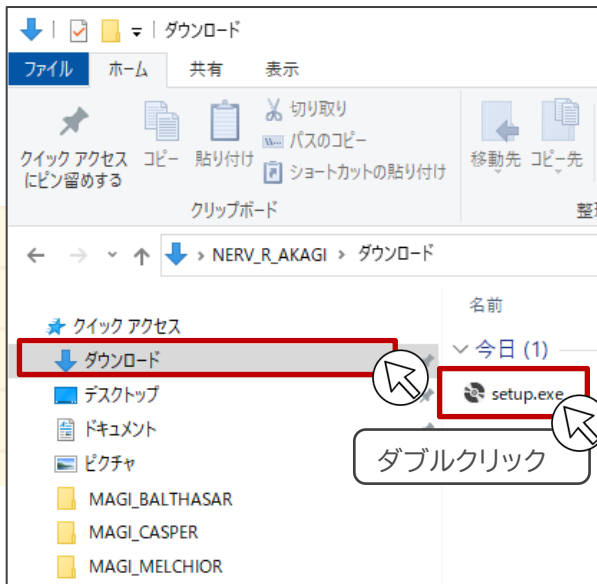 ダウンロード
ファイル ホーム 共有 表示
クイック アクセス
にピン留めする
コピー
貼り付け
切り取り
パスのコピー
ショートカットの貼り付け
移動先 コピー先
クリップボード
整
NERV_R_AKAGI › ダウンロード
名前
クイック アクセス
今日 (1)
ダウンロード
setup.exe
デスクトップ
ドキュメント
ダブルクリック
ピクチャ
MAGI_BALTHASAR
MAGI_CASPER
MAGI_MELCHIOR